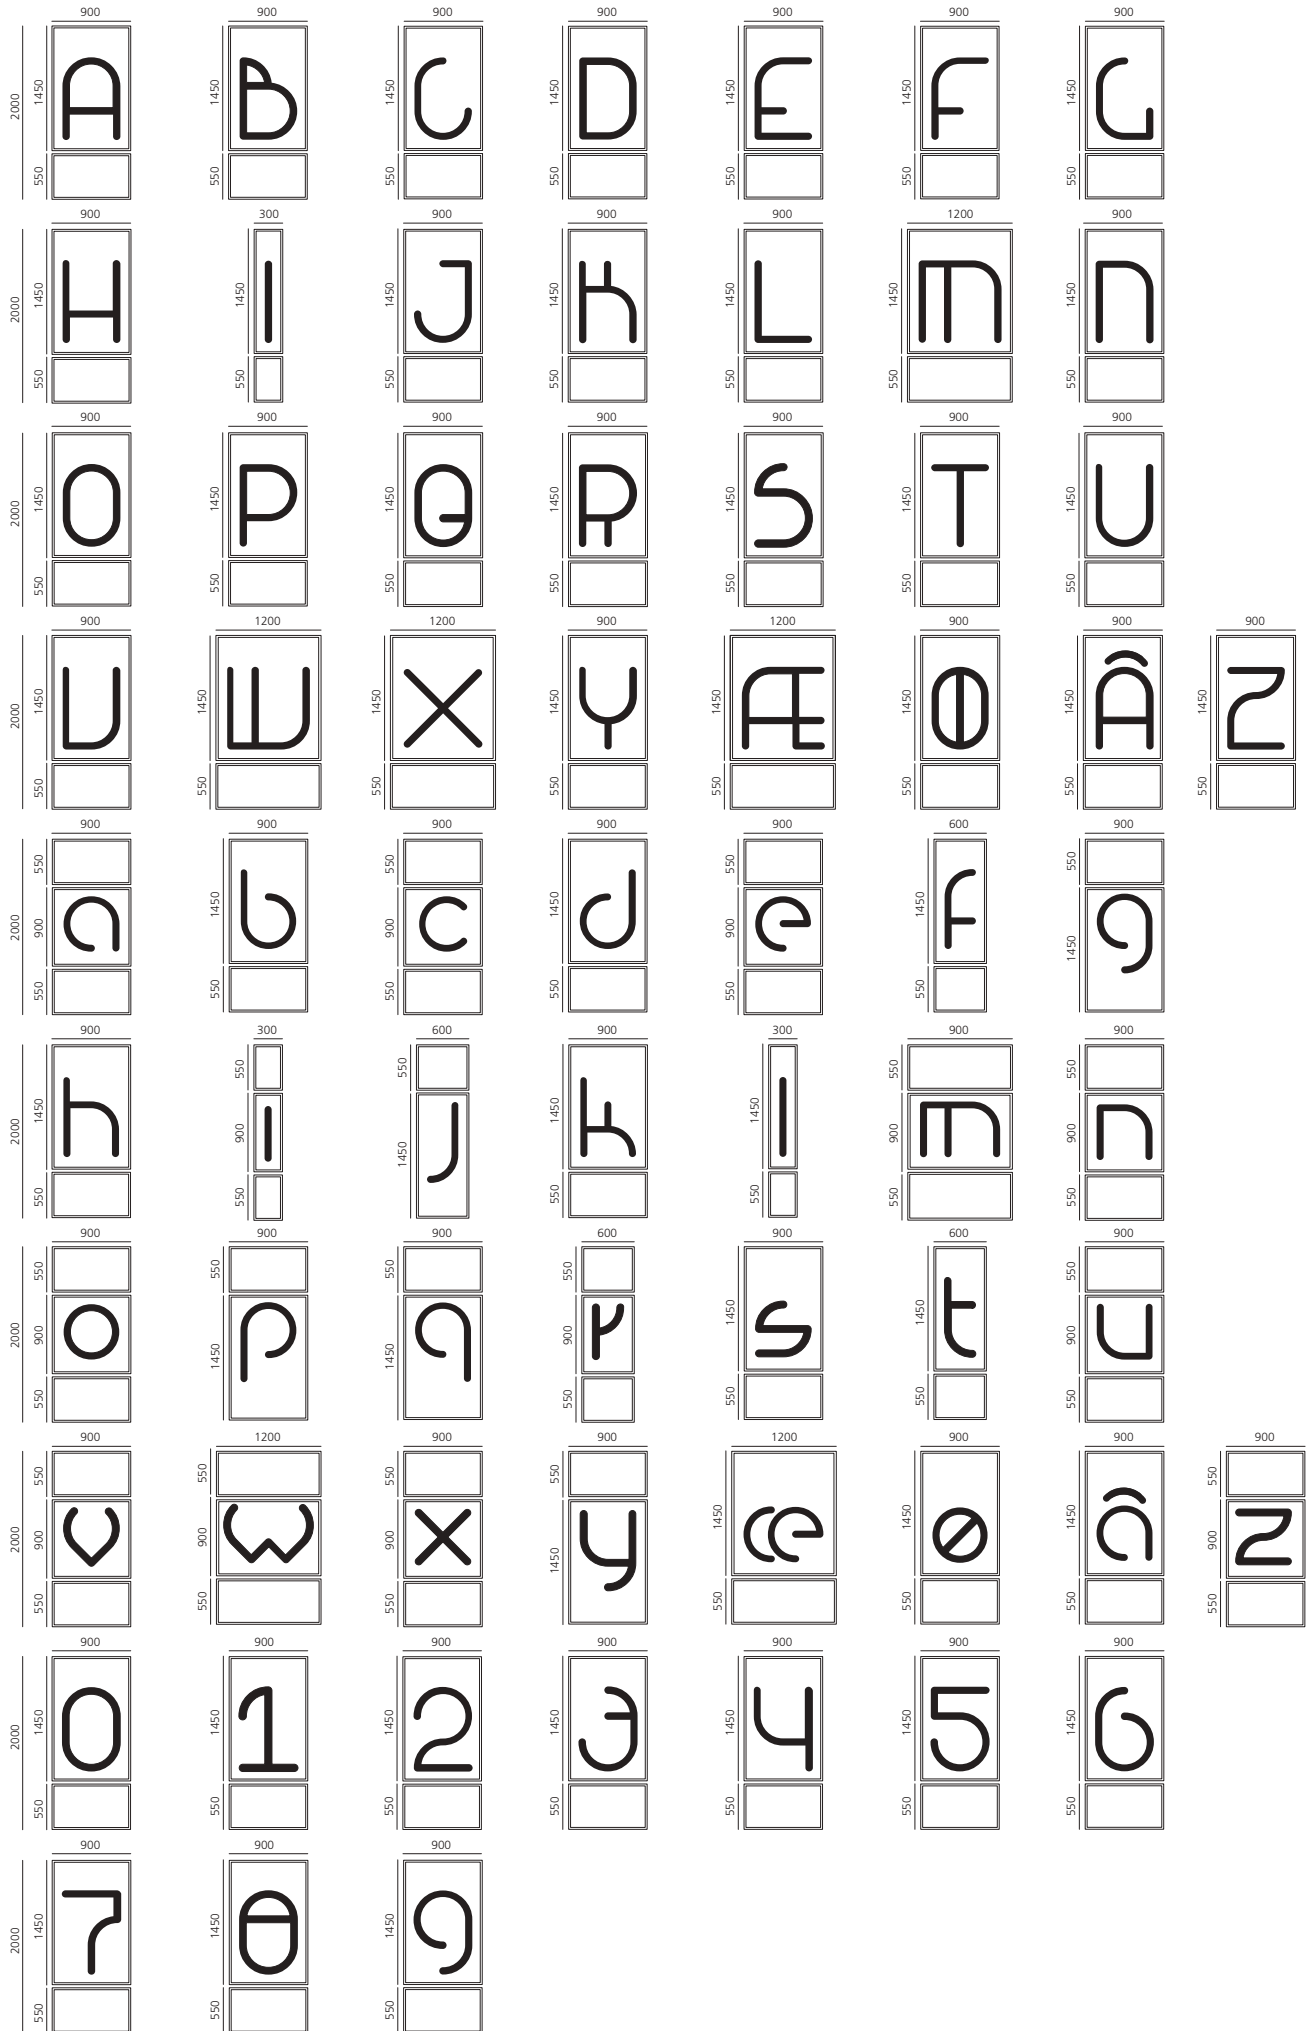 900 900 900 900 900 900 900
2000 1450 A 1450 B 1450 C 1450 D 1450 E 1450 F 1450 G
550 550 550 550 550 550 550
900 300 900 900 900 1200 900
2000 1450 H 1450 I 1450 J 1450 K 1450 L 1450 M 1450 N
550 550 550 550 550 550 550
900 900 900 900 900 900 900
2000 1450 O 1450 P 1450 Q 1450 R 1450 S 1450 T 1450 U
550 550 550 550 550 550 550
900 1200 1200 900 1200 900 900 900
2000 1450 V 1450 W 1450 X 1450 Y 1450 Æ 1450 Ø 1450 Â 1450 Z
550 550 550 550 550 550 550 550
900 900 900 900 900 600 900
550 550 550 550
2000 900 a 1450 b 900 c 1450 d 900 e 1450 f 1450 g
550 550 550 550 550 550
900 300 600 900 300 900 900
550 550 550 550
2000 1450 h 900 i 1450 j 1450 k 1450 l 900 m 900 n
550 550 550 550 550 550
900 900 900 600 900 600 900
550 550 550 550 550
2000 900 o 1450 p 1450 q 900 r 1450 s 1450 t 900 u
550 550 550 550 550
900 1200 900 900 1200 900 900 900
550 550 550 550 550
2000 900 v 900 w 900 x 1450 y 1450 æ 1450 ø 1450 â 900 z
550 550 550 550 550 550 550
900 900 900 900 900 900 900
2000 1450 0 1450 1 1450 2 1450 3 1450 4 1450 5 1450 6
550 550 550 550 550 550 550
900 900 900
2000 1450 7 1450 8 1450 9
550 550 550